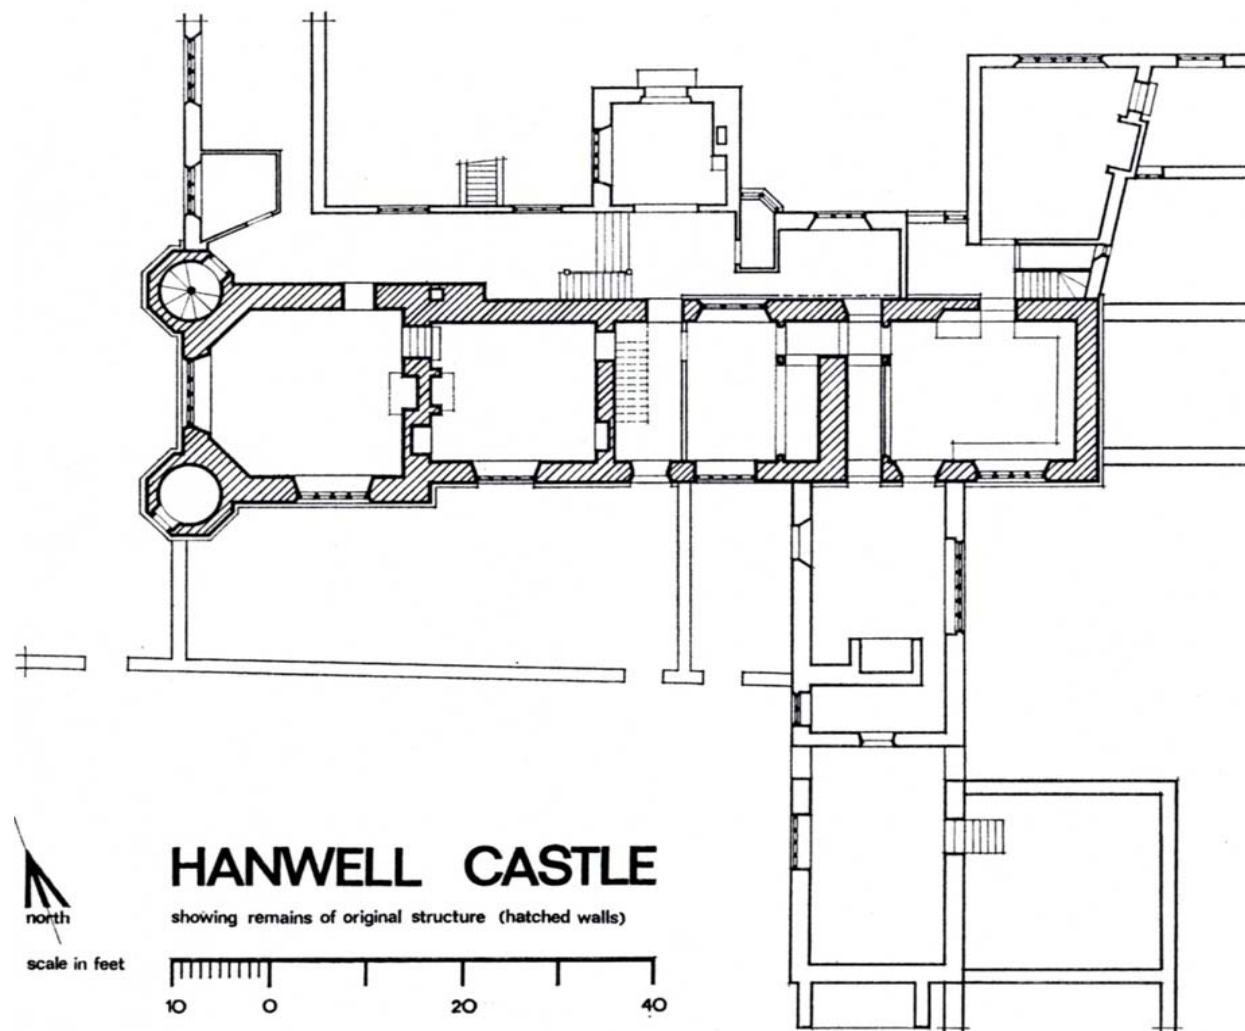 HANWELL CASTLE
showing remains of original structure (hatched walls)
north
scale in feet
10 0 20 40